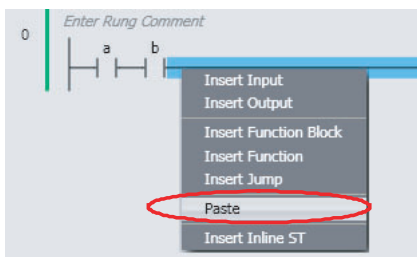 Enter Rung Comment
0
a b
Insert Input
Insert Output
Insert Function Block
Insert Function
Insert Jump
Paste
Insert Inline ST